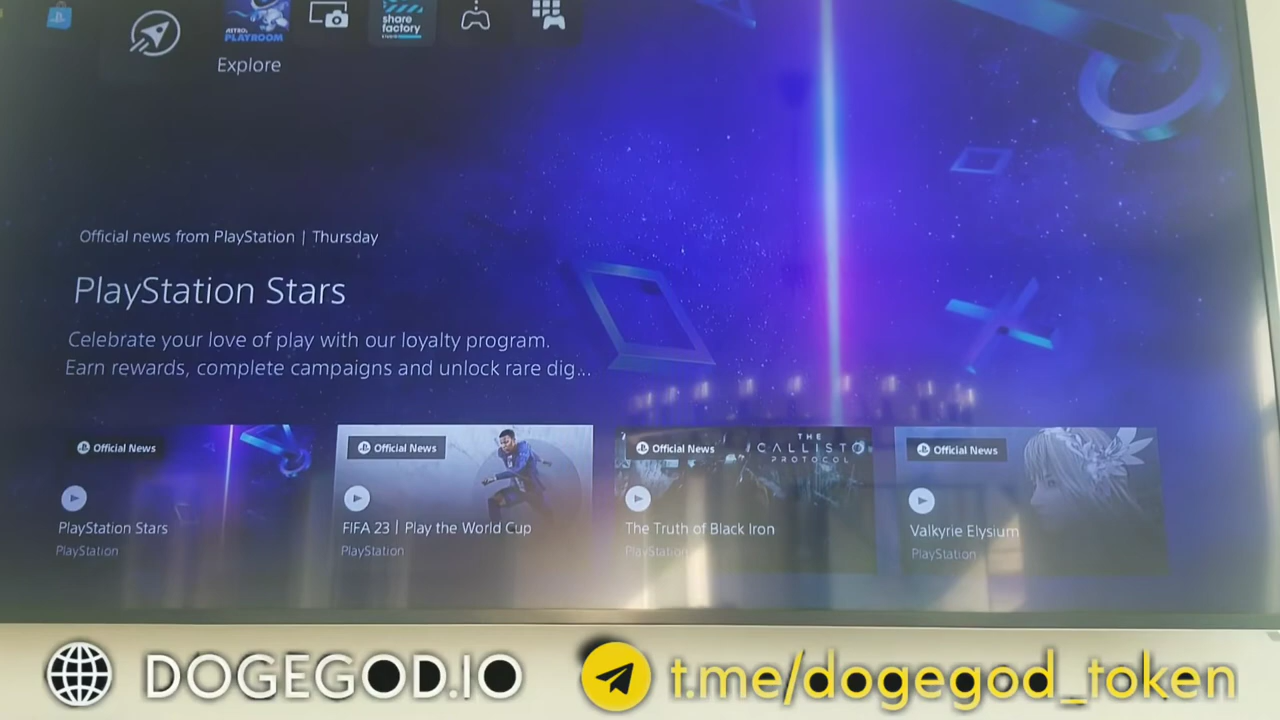 ASTRO's
PLAYROOM
share
factory
Explore
Official news from PlayStation | Thursday
PlayStation Stars
Celebrate your love of play with our loyalty program.
Earn rewards, complete campaigns and unlock rare dig...
Official News
PlayStation Stars
PlayStation
Official News
FIFA 23 | Play the World Cup
PlayStation
Official News
THE
CALLISTO
PROTOCOL
The Truth of Black Iron
PlayStation
Official News
Valkyrie Elysium
PlayStation
DOGEGOD.IO
t.me/dogegod_token